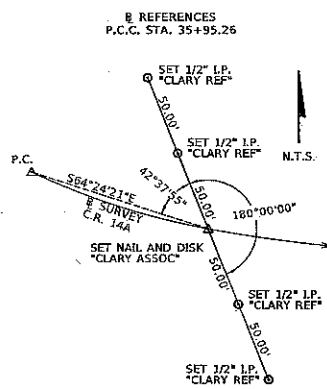 ℄ REFERENCES
P.C.C. STA. 35+95.26
SET 1/2" I.P.
"CLARY REF"
50.00'
SET 1/2" I.P.
"CLARY REF"
N.T.S.
P.C.
S64°24'21"E
42°37'55"
50.00'
℄ SURVEY
C.R. 14A
180°00'00"
SET NAIL AND DISK
"CLARY ASSOC"
50.00'
SET 1/2" I.P.
"CLARY REF"
50.00'
SET 1/2" I.P.
"CLARY REF"